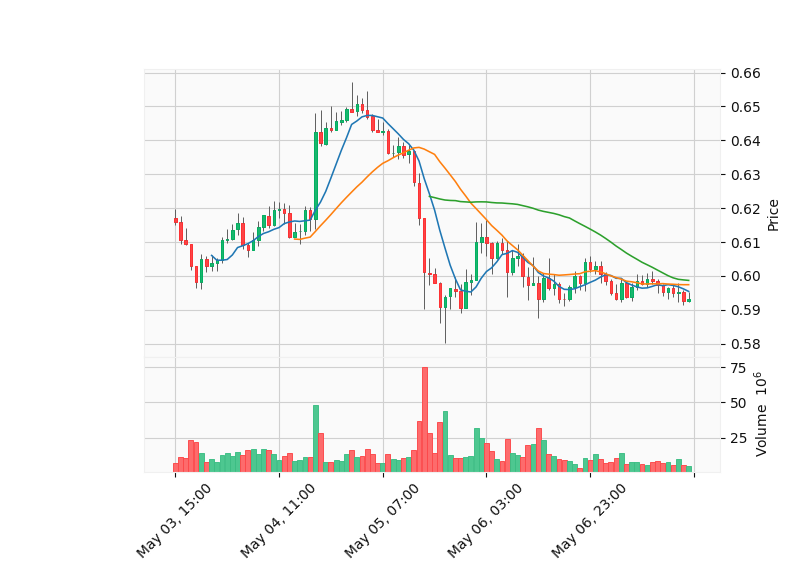 0.66
0.65
0.64
0.63
0.62
0.61
0.60
0.59
0.58
Price
75
50
25
Volume 10⁶
May 03, 15:00
May 04, 11:00
May 05, 07:00
May 06, 03:00
May 06, 23:00